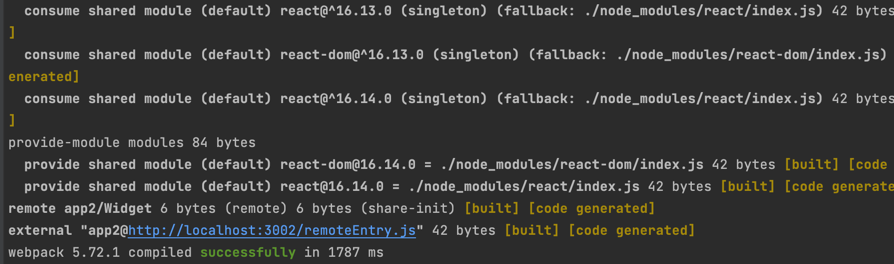 consume shared module (default) react@^16.13.0 (singleton) (fallback: ./node_modules/react/index.js) 42 bytes
]
consume shared module (default) react-dom@^16.13.0 (singleton) (fallback: ./node_modules/react-dom/index.js)
enerated]
consume shared module (default) react@^16.14.0 (singleton) (fallback: ./node_modules/react/index.js) 42 bytes
]
provide-module modules 84 bytes
provide shared module (default) react-dom@16.14.0 = ./node_modules/react-dom/index.js 42 bytes [built] [code
provide shared module (default) react@16.14.0 = ./node_modules/react/index.js 42 bytes [built] [code generate
remote app2/Widget 6 bytes (remote) 6 bytes (share-init) [built] [code generated]
external "app2@http://localhost:3002/remoteEntry.js" 42 bytes [built] [code generated]
webpack 5.72.1 compiled successfully in 1787 ms